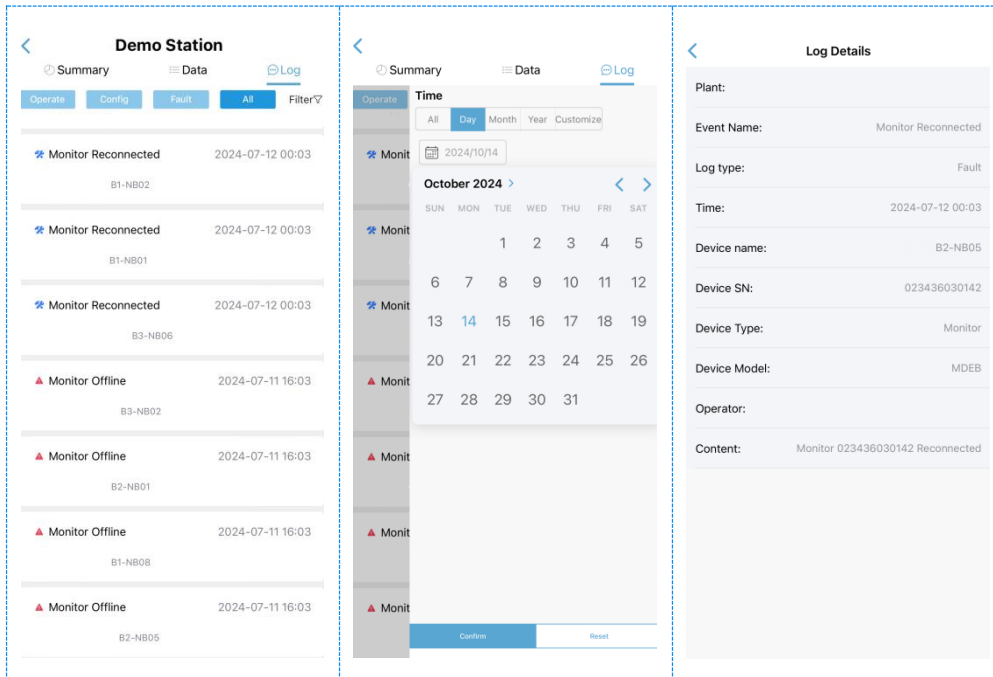 Demo Station
Summary Data Log
Operate Config Fault All Filter
Monitor Reconnected 2024-07-12 00:03
B1-NB02
Monitor Reconnected 2024-07-12 00:03
B1-NB01
Monitor Reconnected 2024-07-12 00:03
B3-NB06
Monitor Offline 2024-07-11 16:03
B3-NB02
Monitor Offline 2024-07-11 16:03
B2-NB01
Monitor Offline 2024-07-11 16:03
B1-NB08
Monitor Offline 2024-07-11 16:03
B2-NB05
Summary Data Log
Operate
Time
All Day Month Year Customize
2024/10/14
October 2024
SUN MON TUE WED THU FRI SAT
1 2 3 4 5
6 7 8 9 10 11 12
13 14 15 16 17 18 19
20 21 22 23 24 25 26
27 28 29 30 31
Monit
Monit
Monit
Monit
Monit
Monit
Monit
Confirm Reset
Log Details
Plant:
Event Name: Monitor Reconnected
Log type: Fault
Time: 2024-07-12 00:03
Device name: B2-NB05
Device SN: 023436030142
Device Type: Monitor
Device Model: MDEB
Operator:
Content: Monitor 023436030142 Reconnected